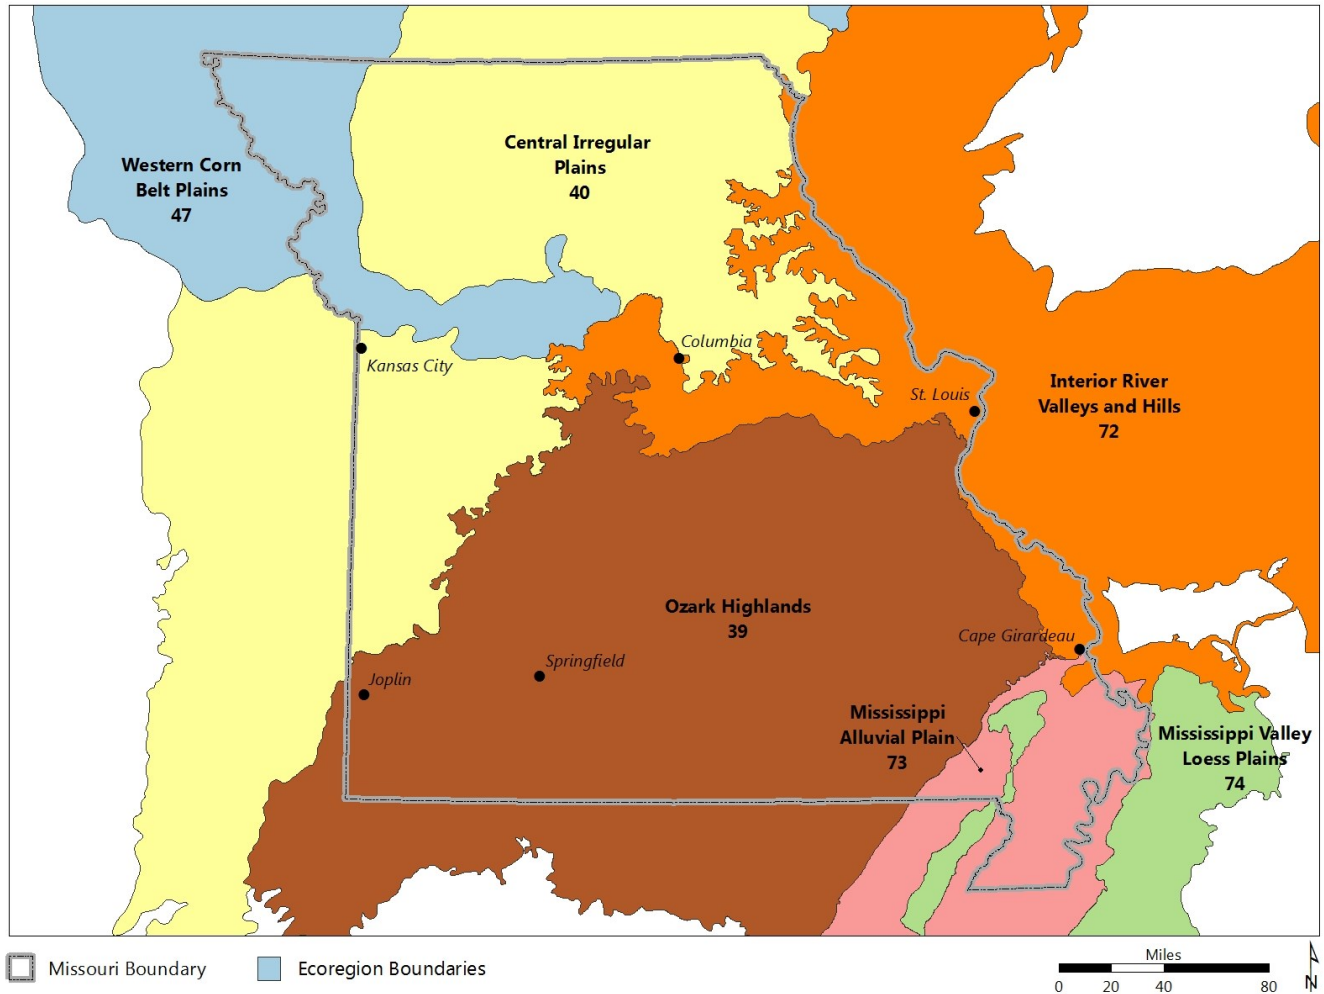 Western Corn
Belt Plains
47
Central Irregular
Plains
40
Columbia
Kansas City
St. Louis
Interior River
Valleys and Hills
72
Ozark Highlands
39
Cape Girardeau
Springfield
Joplin
Mississippi
Alluvial Plain
73
Mississippi Valley
Loess Plains
74
Missouri Boundary
Ecoregion Boundaries
Miles
0 20 40 80
N